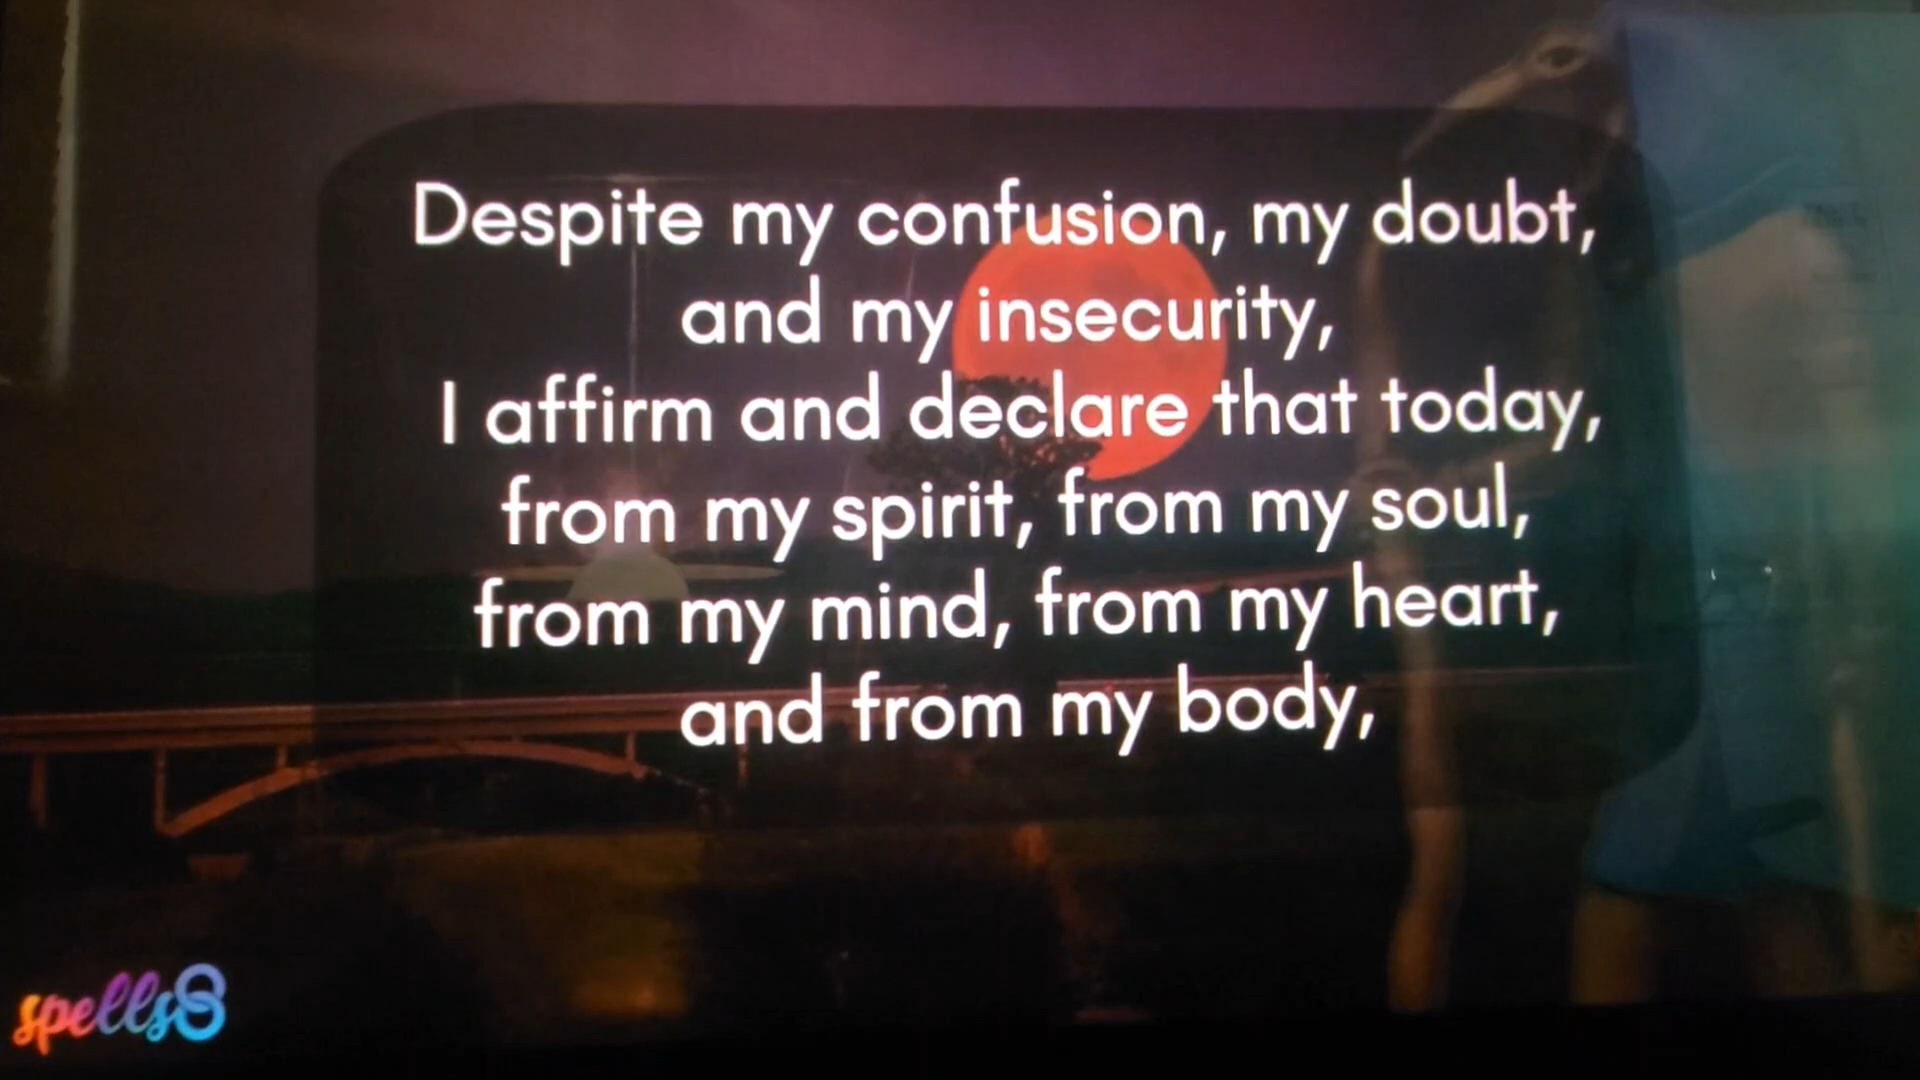 Despite my confusion, my doubt,
and my insecurity,
I affirm and declare that today,
from my spirit, from my soul,
from my mind, from my heart,
and from my body,
spells8